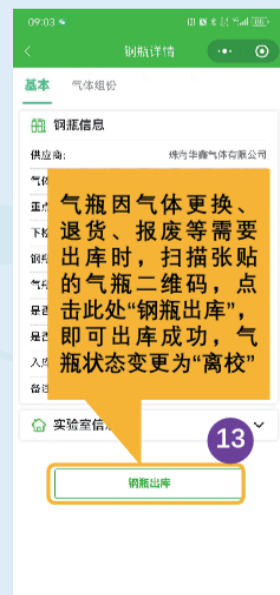 09:03
钢瓶详情
基本 气体组份
钢瓶信息
供应商: 珠海华鑫气体有限公司
气瓶因气体更换、
退货、报废等需要
出库时，扫描张贴
的气瓶二维码，点
击此处“钢瓶出库”，
即可出库成功，气
瓶状态变更为“离校”
实验室信
13
钢瓶出库